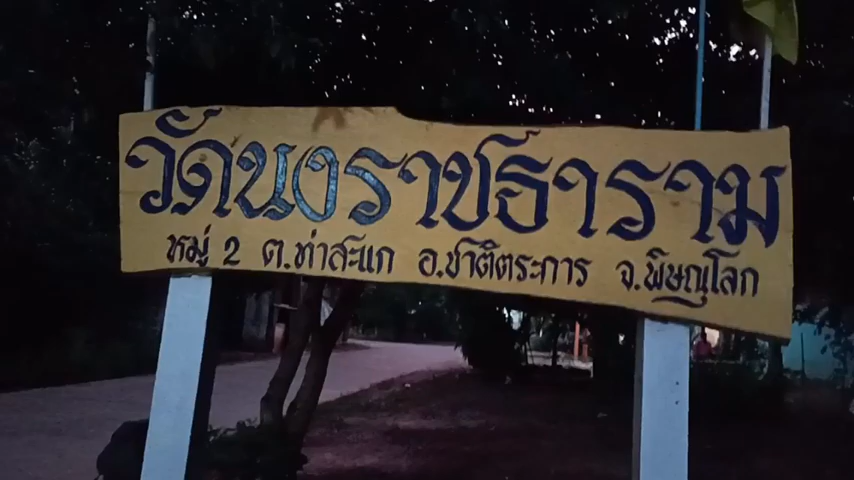 วัดนงราชธาราม
หมู่ 2 ต.ท่าสะแก อ.ชาติตระการ จ.พิษณุโลก